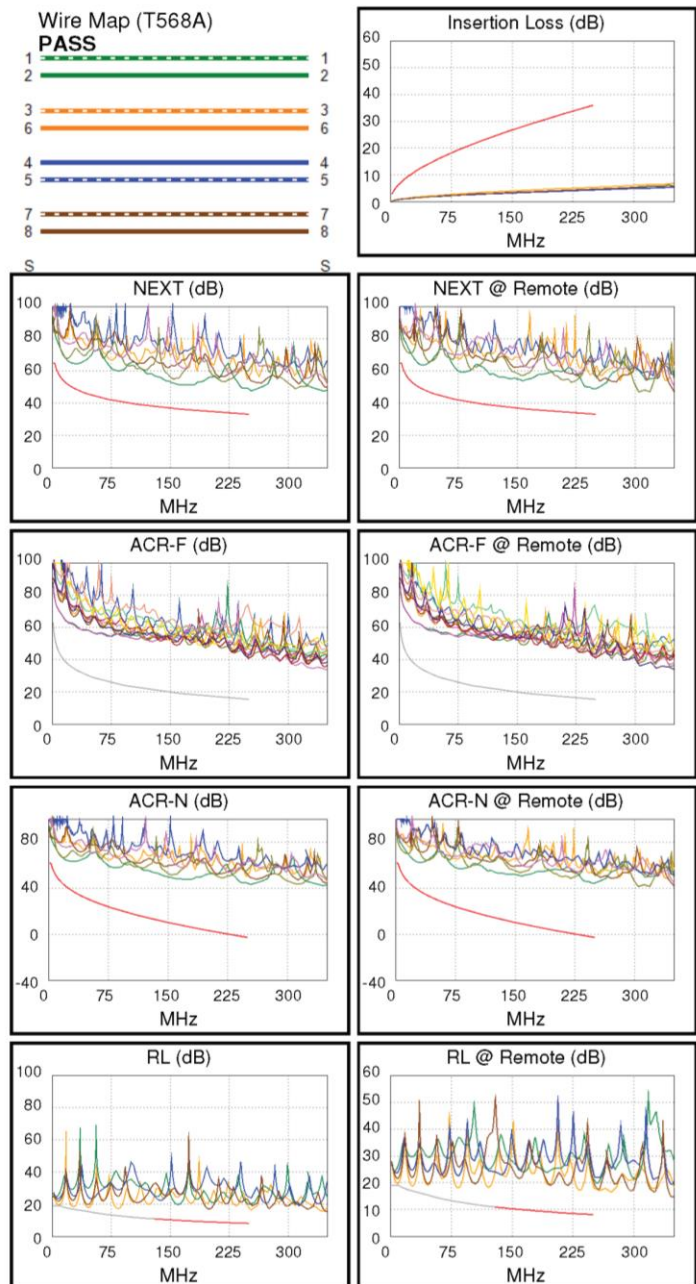 Wire Map (T568A)
PASS
1 1
2 2
3 3
6 6
4 4
5 5
7 7
8 8
S S
Insertion Loss (dB)
60
50
40
30
20
10
0
0 75 150 225 300
MHz
NEXT (dB)
100
80
60
40
20
0
0 75 150 225 300
MHz
NEXT @ Remote (dB)
100
80
60
40
20
0
0 75 150 225 300
MHz
ACR-F (dB)
100
80
60
40
20
0
0 75 150 225 300
MHz
ACR-F @ Remote (dB)
100
80
60
40
20
0
0 75 150 225 300
MHz
ACR-N (dB)
80
40
0
-40
0 75 150 225 300
MHz
ACR-N @ Remote (dB)
80
40
0
-40
0 75 150 225 300
MHz
RL (dB)
100
80
60
40
20
0
0 75 150 225 300
MHz
RL @ Remote (dB)
60
50
40
30
20
10
0
0 75 150 225 300
MHz